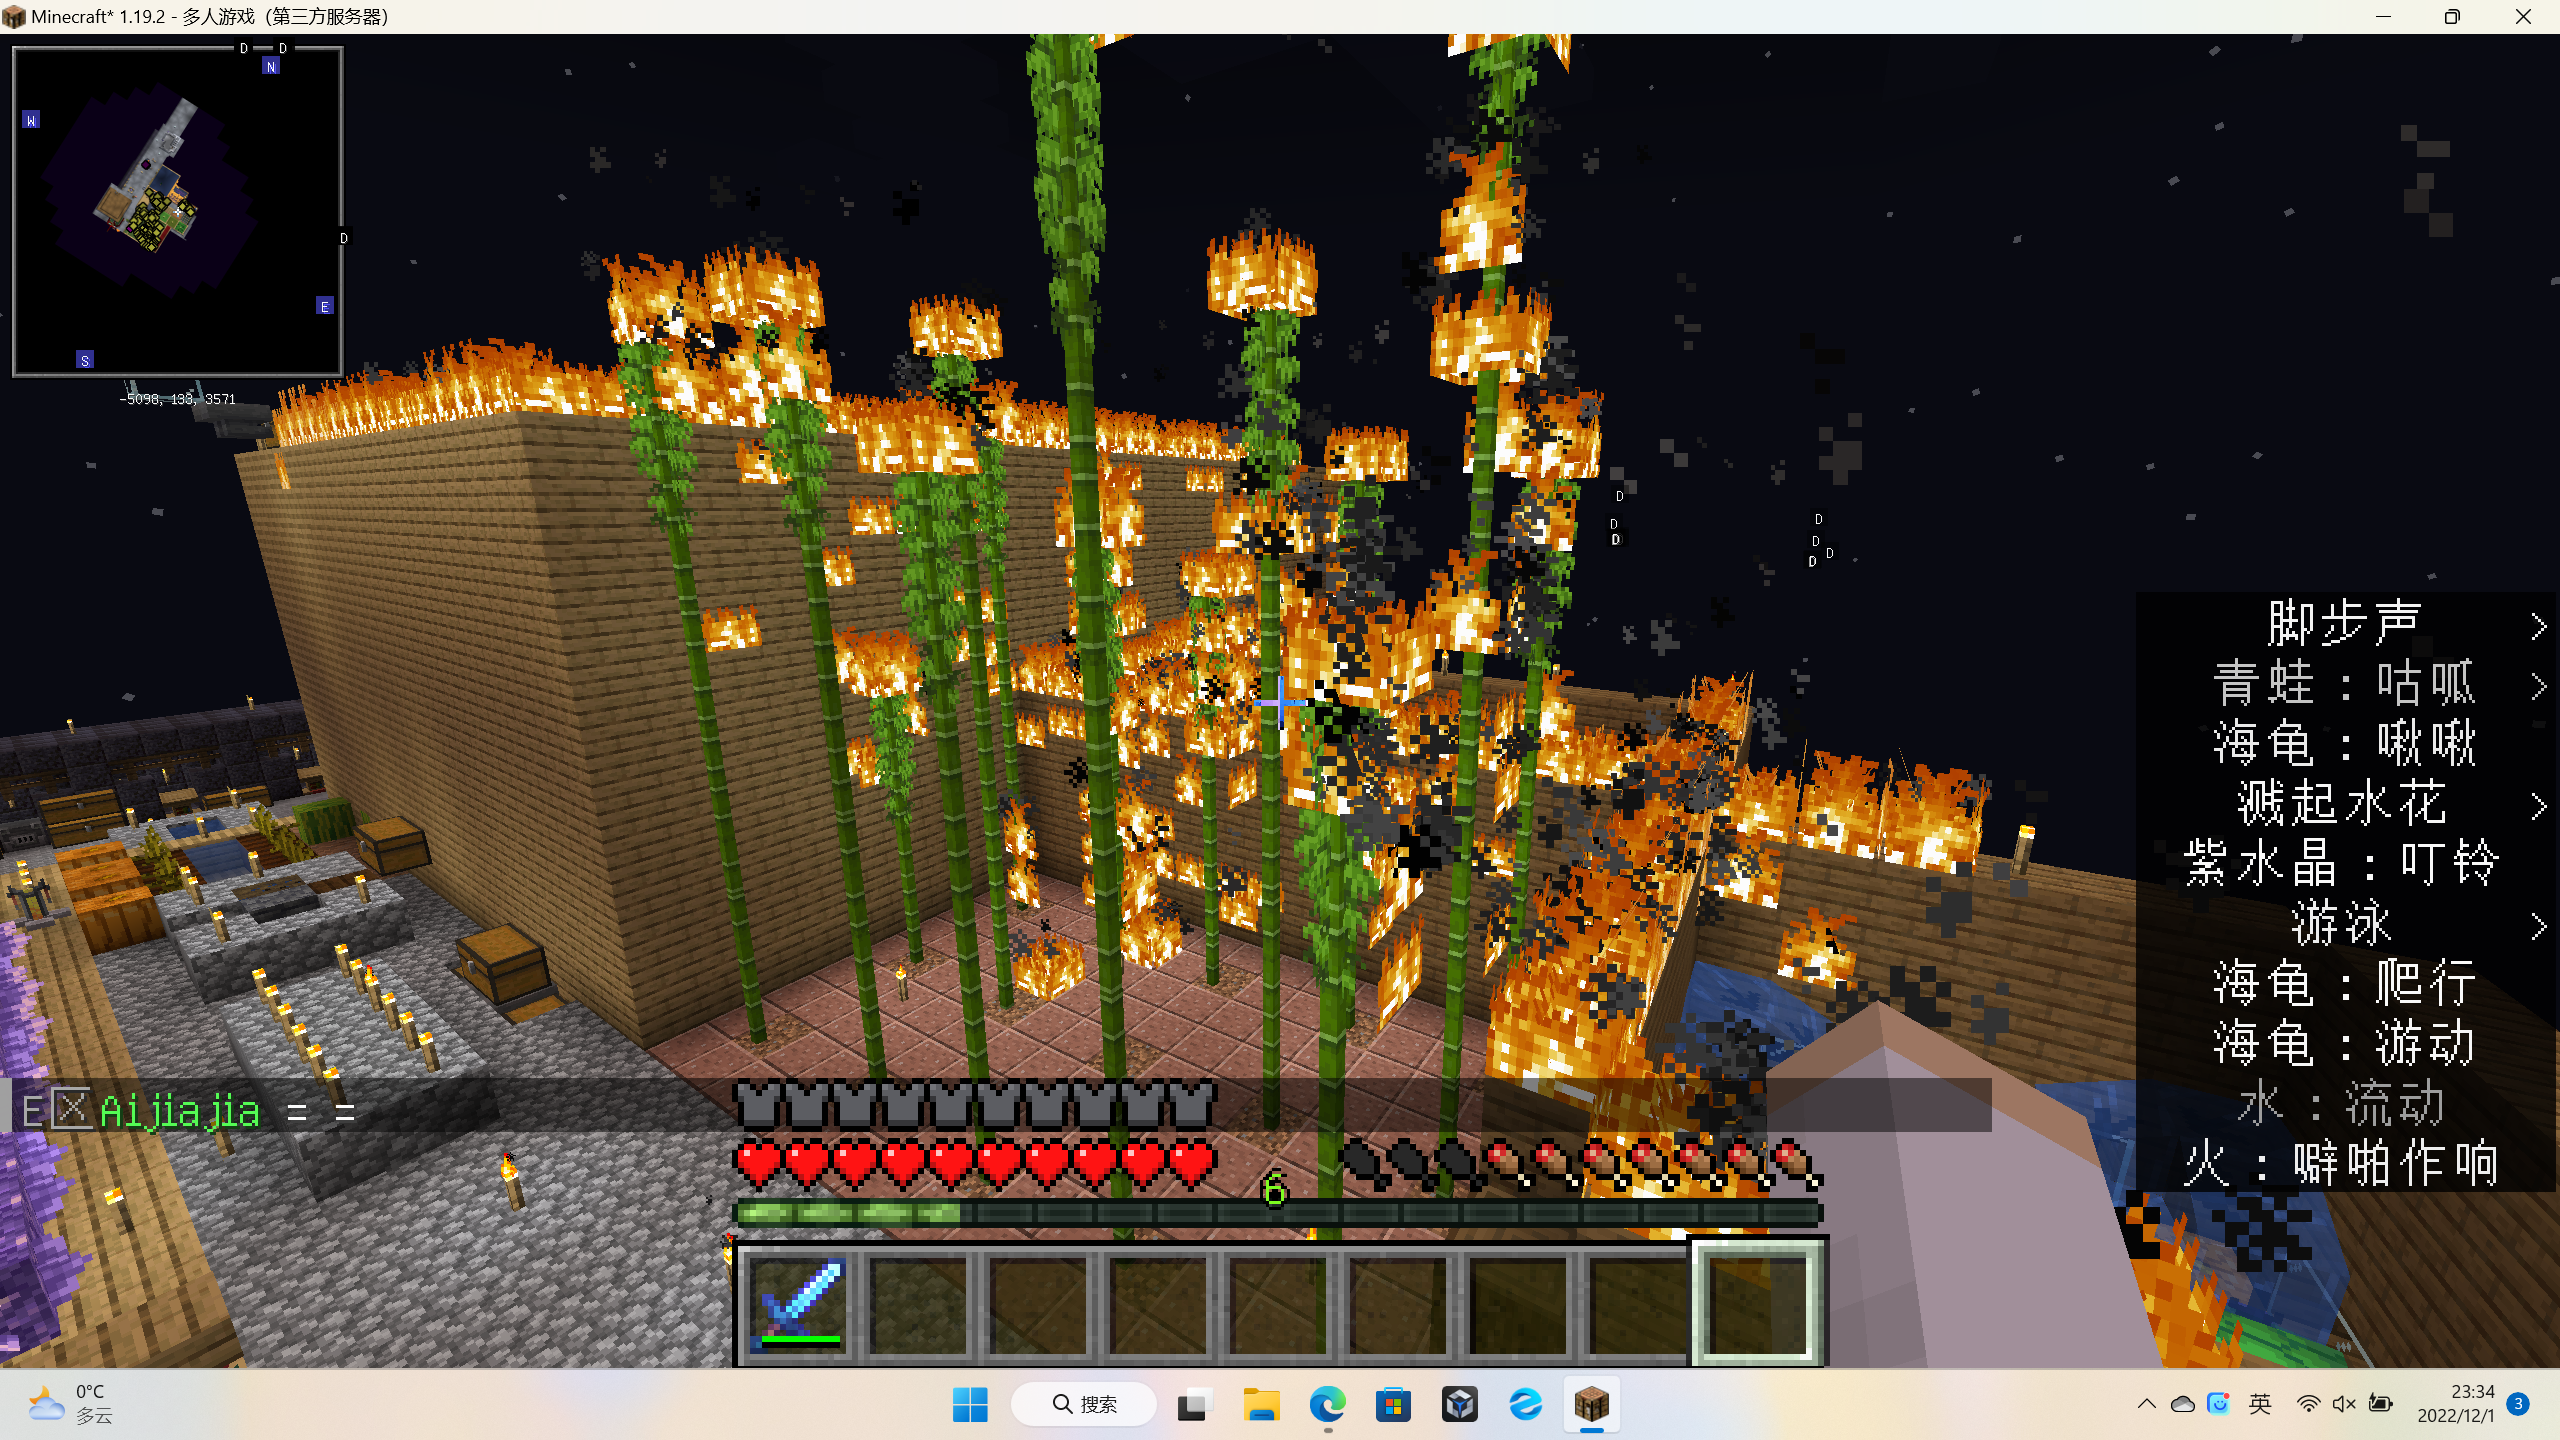 Minecraft* 1.19.2 - 多人游戏（第三方服务器）
D D
N
W
D
E
S
-5098, 133, 3571
D
D
D
D
D
D
D
脚步声 >
青蛙：咕呱 >
海龟：啾啾
溅起水花 >
紫水晶：叮铃
游泳 >
海龟：爬行
海龟：游动
水：流动
火：噼啪作响
E Aijiajia = =
6
0°C
多云
搜索
英
23:34
2022/12/1
3